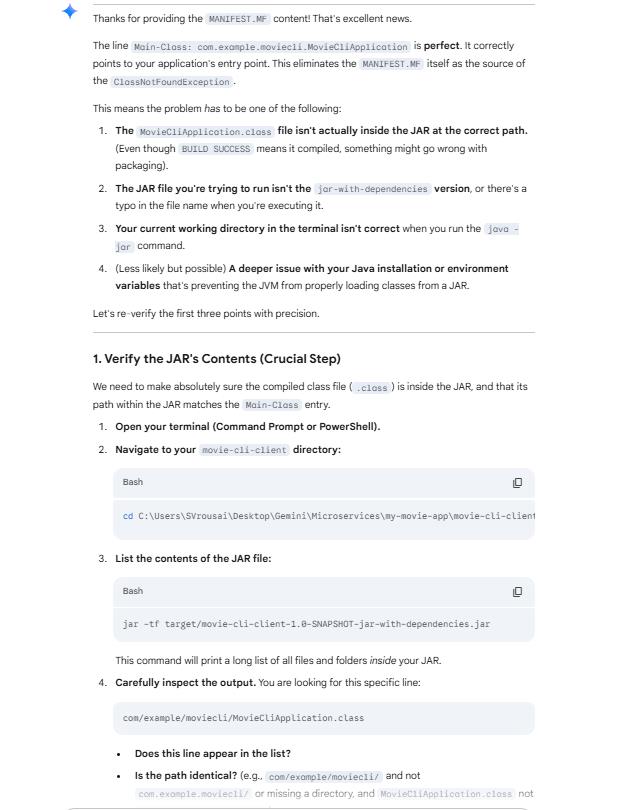 Thanks for providing the MANIFEST.MF content! That's excellent news.
The line Main-Class: com.example.moviecli.MovieCliApplication is perfect. It correctly
points to your application's entry point. This eliminates the MANIFEST.MF itself as the source of
the ClassNotFoundException.
This means the problem has to be one of the following:
1. The MovieCliApplication.class file isn't actually inside the JAR at the correct path.
(Even though BUILD SUCCESS means it compiled, something might go wrong with
packaging).
2. The JAR file you're trying to run isn't the jar-with-dependencies version, or there's a
typo in the file name when you're executing it.
3. Your current working directory in the terminal isn't correct when you run the java -
jar command.
4. (Less likely but possible) A deeper issue with your Java installation or environment
variables that's preventing the JVM from properly loading classes from a JAR.
Let's re-verify the first three points with precision.
1. Verify the JAR's Contents (Crucial Step)
We need to make absolutely sure the compiled class file ( .class ) is inside the JAR, and that its
path within the JAR matches the Main-Class entry.
1. Open your terminal (Command Prompt or PowerShell).
2. Navigate to your movie-cli-client directory:
Bash
cd C:\Users\SVrousai\Desktop\Gemini\Microservices\my-movie-app\movie-cli-client
3. List the contents of the JAR file:
Bash
jar -tf target/movie-cli-client-1.0-SNAPSHOT-jar-with-dependencies.jar
This command will print a long list of all files and folders inside your JAR.
4. Carefully inspect the output. You are looking for this specific line:
com/example/moviecli/MovieCliApplication.class
• Does this line appear in the list?
• Is the path identical? (e.g., com/example/moviecli/ and not
com.example.moviecli/ or missing a directory, and MovieCliApplication.class not